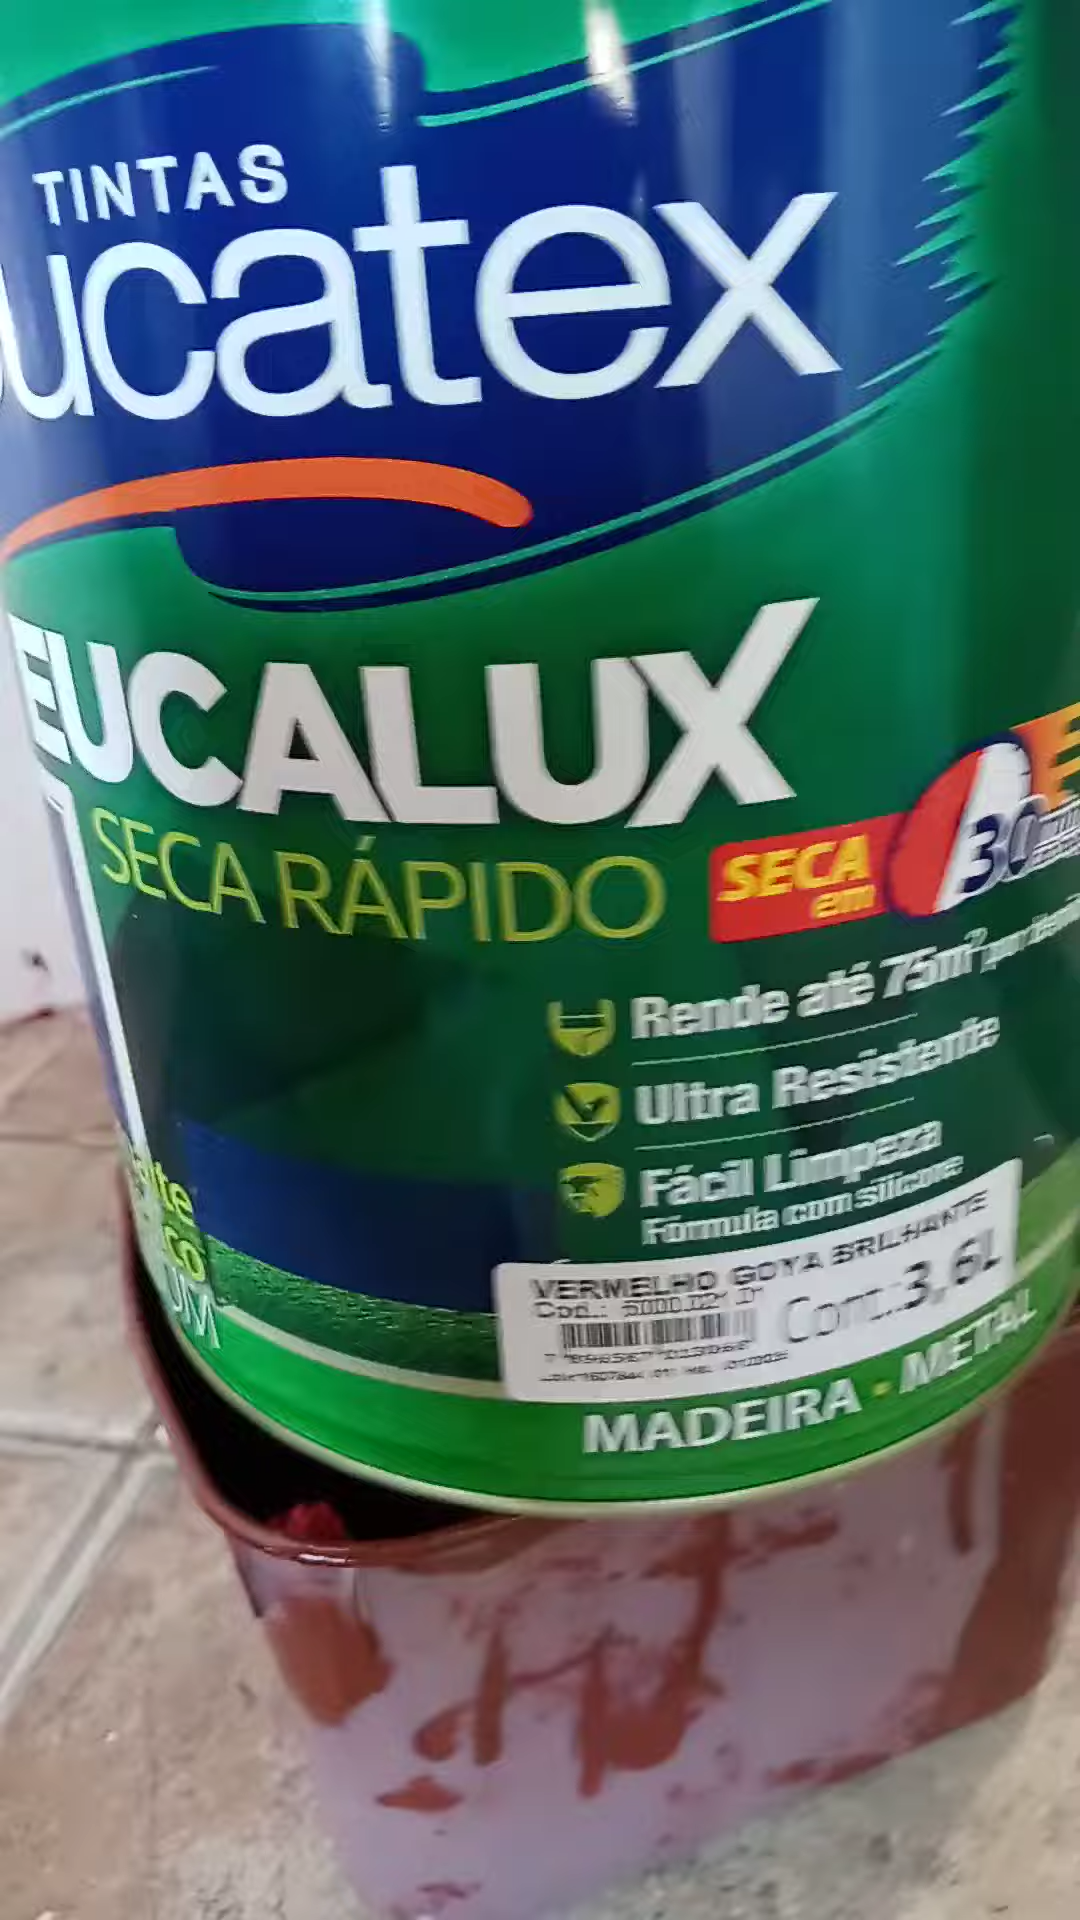 TINTAS
ucatex
EUCALUX
SECA RÁPIDO
SECA
em
30
Rende até 75m²
Ultra Resistente
Fácil Limpeza
Fórmula com silicone
VERMELHO GOYA BRILHANTE
Cod.:
Cont.:3,6L
MADEIRA • METAL